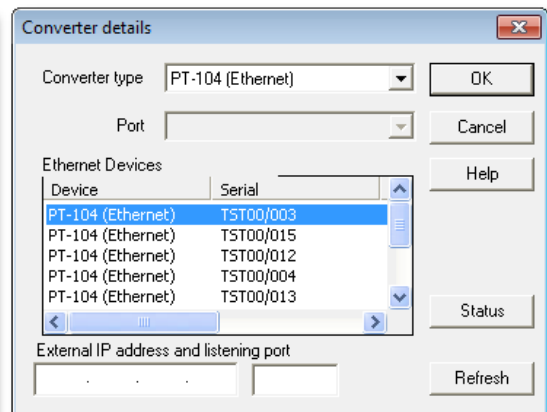 Converter details
Converter type PT-104 (Ethernet) OK
Port Cancel
Ethernet Devices Help
Device Serial
PT-104 (Ethernet) TST00/003
PT-104 (Ethernet) TST00/015
PT-104 (Ethernet) TST00/012
PT-104 (Ethernet) TST00/004
PT-104 (Ethernet) TST00/013
Status
External IP address and listening port
. . . Refresh